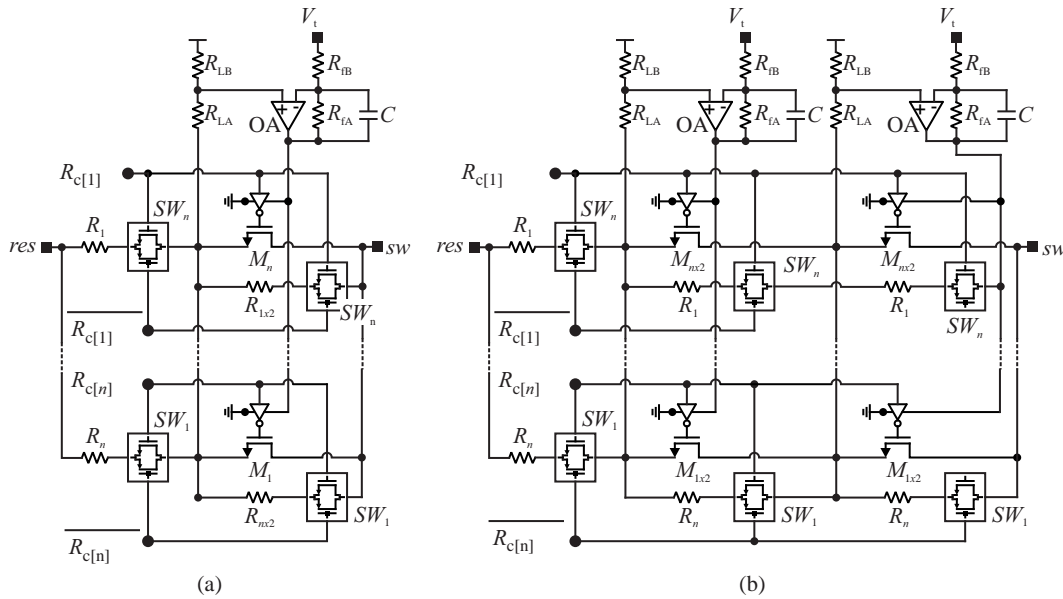 V_t
R_LB
R_fB
R_LA
OA
R_fA
C
R_c[1]
SW_n
res
R_1
sw
M_n
R_1x2
SW_n
R_c[1]
R_c[n]
SW_1
R_n
M_1
R_nx2
SW_1
R_c[n]
(a)
V_t V_t
R_LB R_fB R_LB R_fB
R_LA OA R_fA C R_LA OA R_fA C
R_c[1]
SW_n
res R_1 sw
M_nx2 SW_n M_nx2
R_1 R_1
SW_n
R_c[1]
R_c[n]
SW_1
R_n
M_1x2 M_1x2
R_n SW_1 R_n SW_1
R_c[n]
(b)